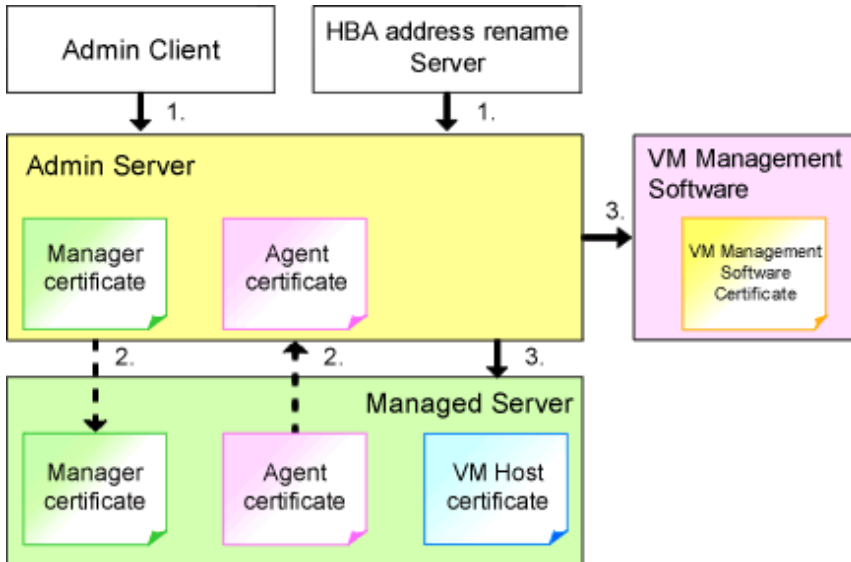 Admin Client
HBA address rename
Server
1.
1.
Admin Server
VM Management
Software
3.
Manager
certificate
Agent
certificate
VM Management
Software
Certificate
2.
2.
3.
Managed Server
Manager
certificate
Agent
certificate
VM Host
certificate